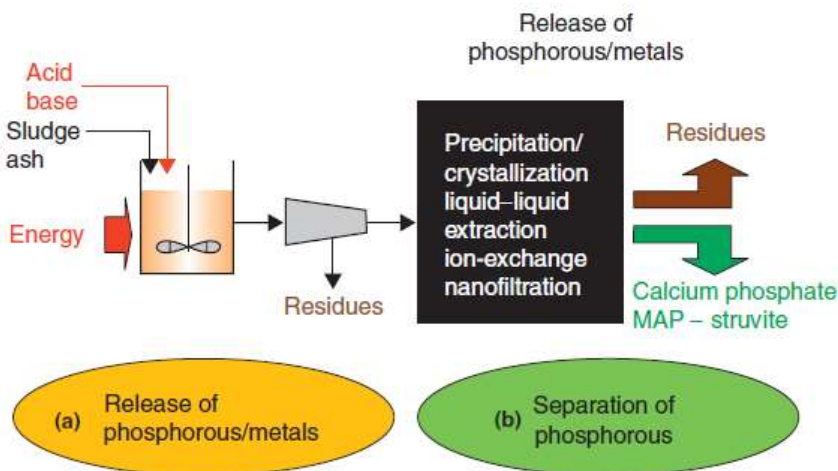 Release of
phosphorous/metals
Acid
base
Sludge
ash
Energy
Residues
Precipitation/
crystallization
liquid–liquid
extraction
ion-exchange
nanofiltration
Residues
Calcium phosphate
MAP – struvite
(a) Release of
phosphorous/metals
(b) Separation of
phosphorous